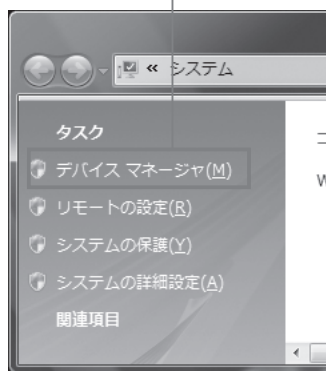 « システム
タスク
デバイス マネージャ(M)
リモートの設定(R)
システムの保護(Y)
システムの詳細設定(A)
関連項目